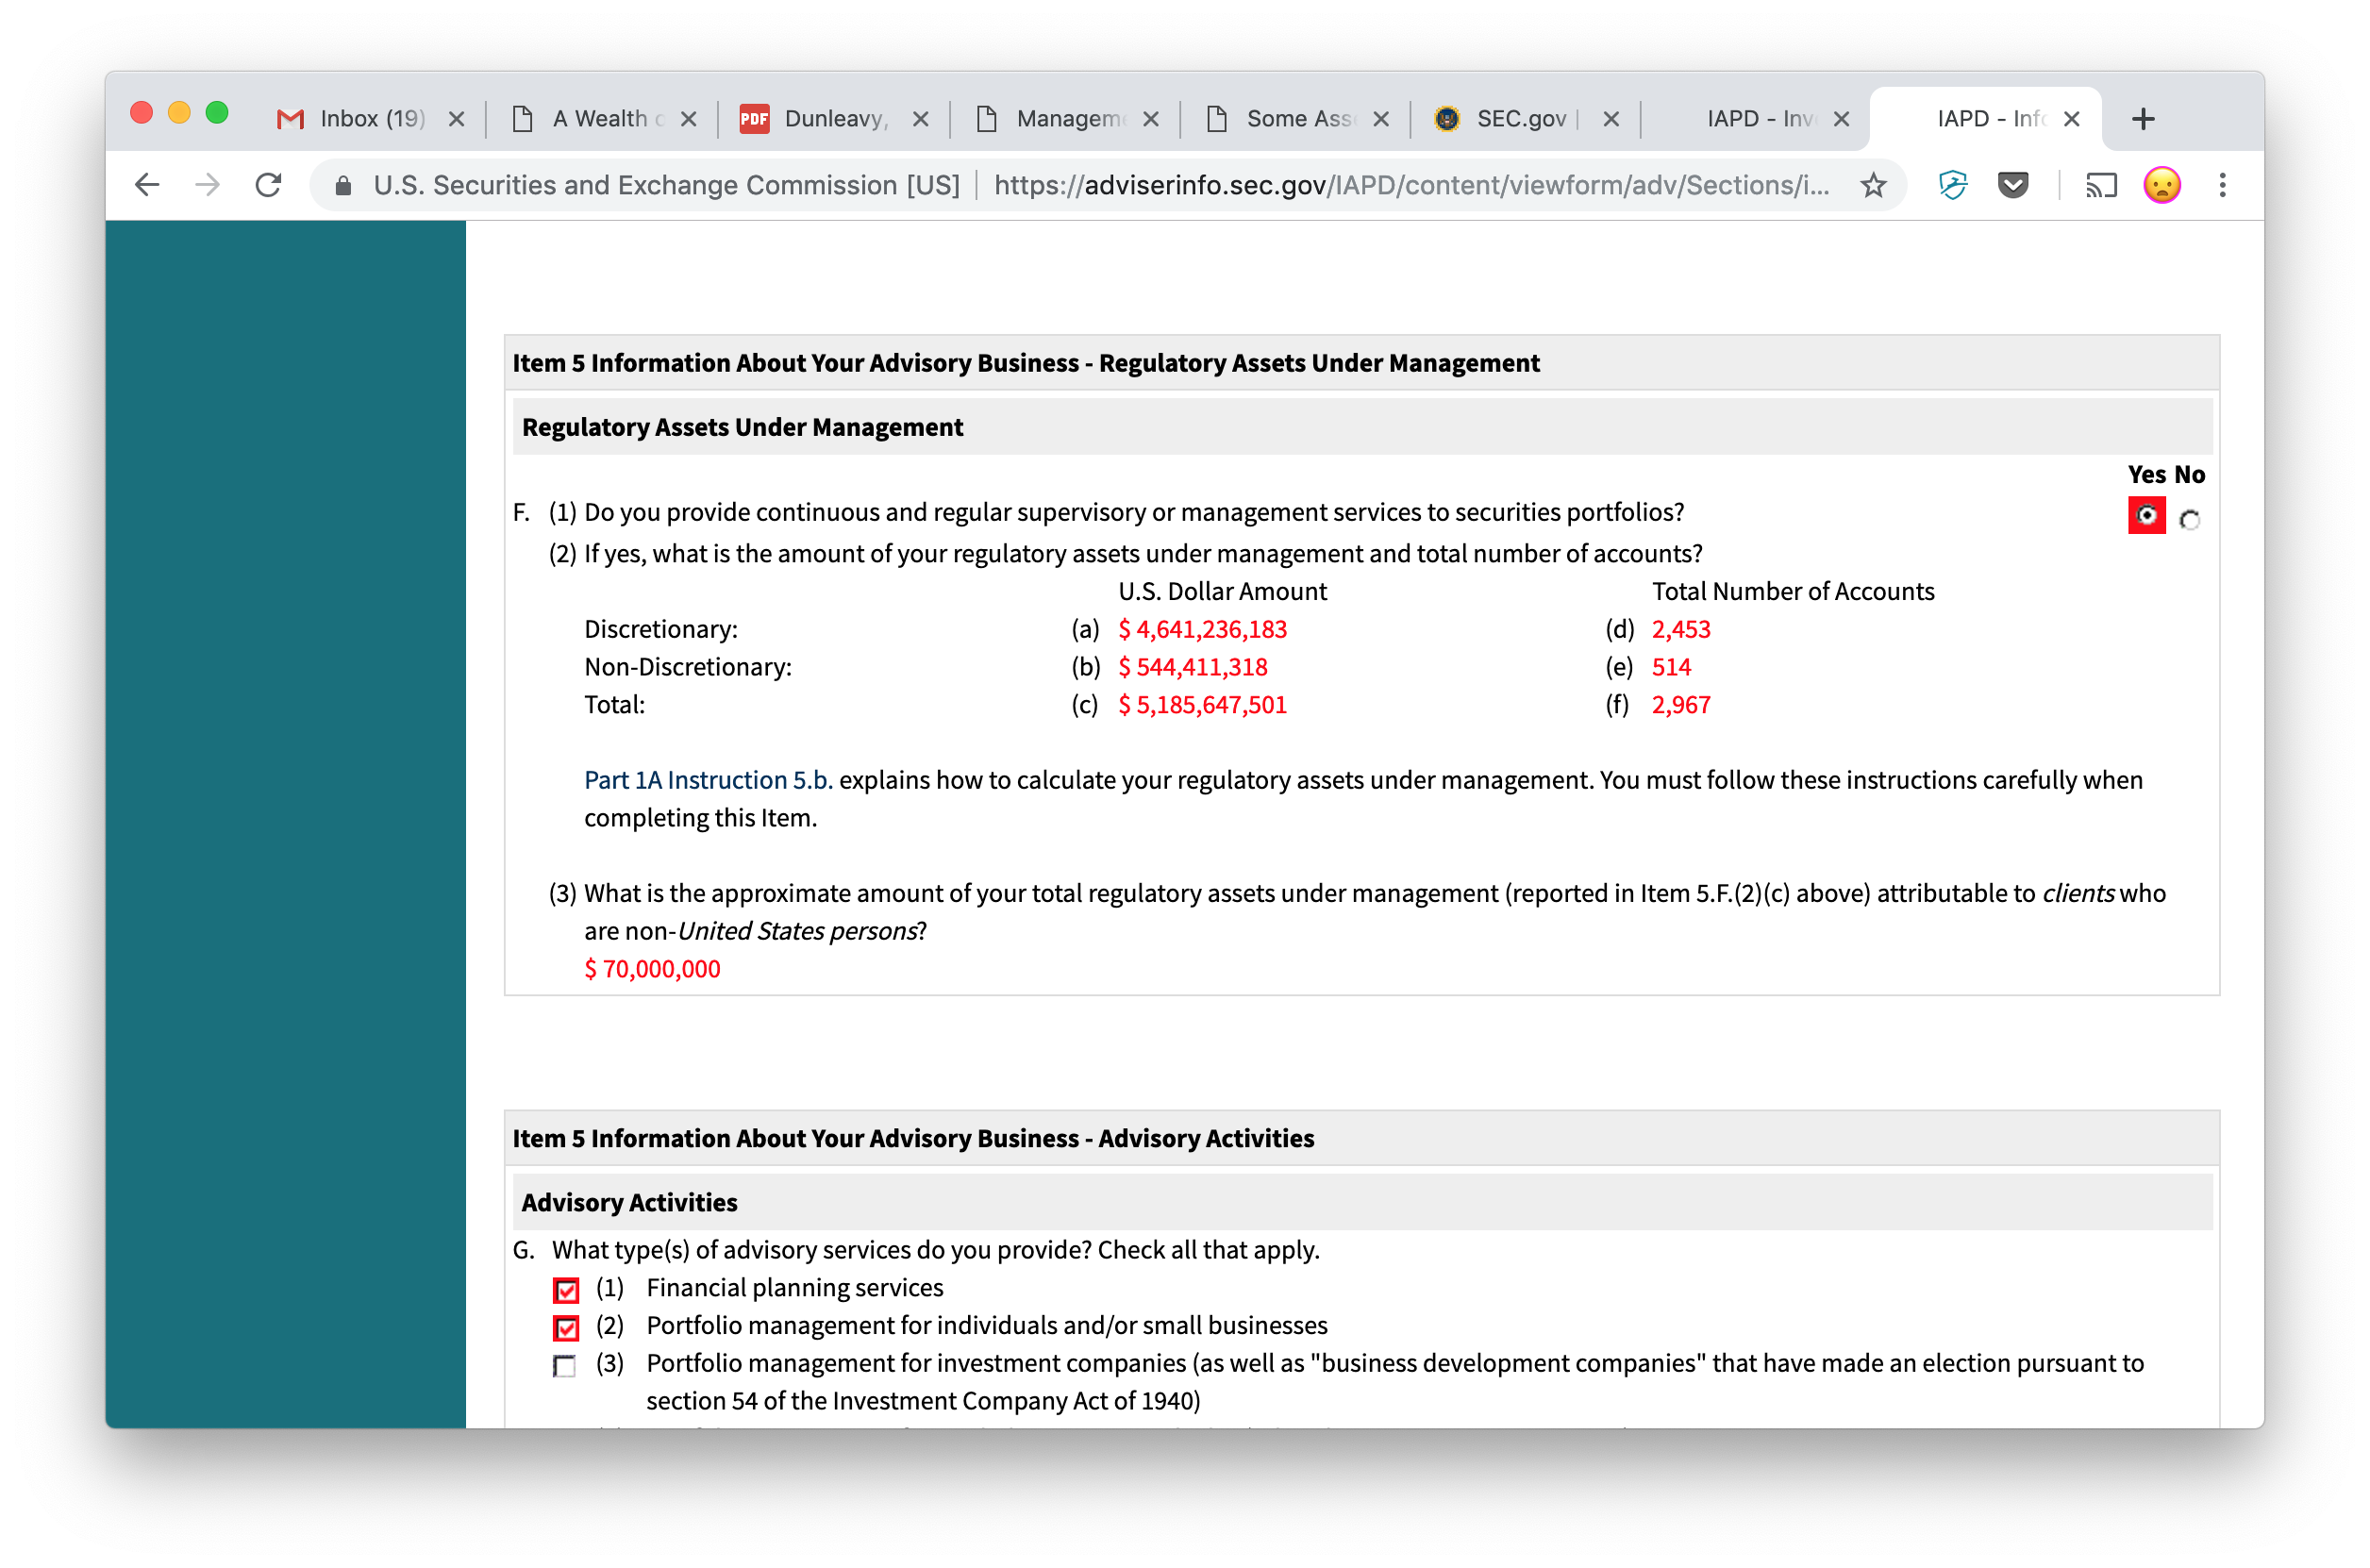 Inbox (19)
A Wealth
Dunleavy,
Managem
Some Ass
SEC.gov |
IAPD - Inv
IAPD - Inf
U.S. Securities and Exchange Commission [US] | https://adviserinfo.sec.gov/IAPD/content/viewform/adv/Sections/i...
Item 5 Information About Your Advisory Business - Regulatory Assets Under Management
Regulatory Assets Under Management
Yes No
F. (1) Do you provide continuous and regular supervisory or management services to securities portfolios?
(2) If yes, what is the amount of your regulatory assets under management and total number of accounts?
U.S. Dollar Amount Total Number of Accounts
Discretionary: (a) $ 4,641,236,183 (d) 2,453
Non-Discretionary: (b) $ 544,411,318 (e) 514
Total: (c) $ 5,185,647,501 (f) 2,967
Part 1A Instruction 5.b. explains how to calculate your regulatory assets under management. You must follow these instructions carefully when
completing this Item.
(3) What is the approximate amount of your total regulatory assets under management (reported in Item 5.F.(2)(c) above) attributable to clients who
are non-United States persons?
$ 70,000,000
Item 5 Information About Your Advisory Business - Advisory Activities
Advisory Activities
G. What type(s) of advisory services do you provide? Check all that apply.
(1) Financial planning services
(2) Portfolio management for individuals and/or small businesses
(3) Portfolio management for investment companies (as well as "business development companies" that have made an election pursuant to
section 54 of the Investment Company Act of 1940)